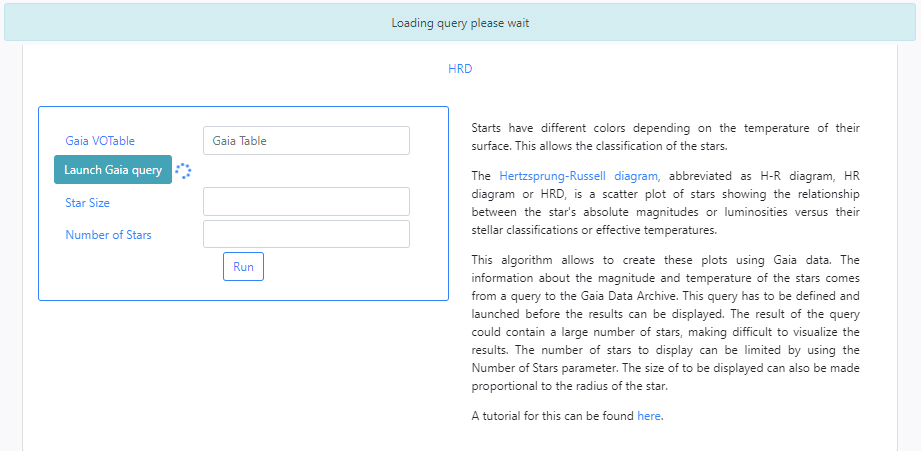 Loading query please wait
HRD
Gaia VOTable
Gaia Table
Launch Gaia query
Star Size
Number of Stars
Run
Starts have different colors depending on the temperature of their
surface. This allows the classification of the stars.
The Hertzsprung-Russell diagram, abbreviated as H-R diagram, HR
diagram or HRD, is a scatter plot of stars showing the relationship
between the star's absolute magnitudes or luminosities versus their
stellar classifications or effective temperatures.
This algorithm allows to create these plots using Gaia data. The
information about the magnitude and temperature of the stars comes
from a query to the Gaia Data Archive. This query has to be defined and
launched before the results can be displayed. The result of the query
could contain a large number of stars, making difficult to visualize the
results. The number of stars to display can be limited by using the
Number of Stars parameter. The size of to be displayed can also be made
proportional to the radius of the star.
A tutorial for this can be found here.